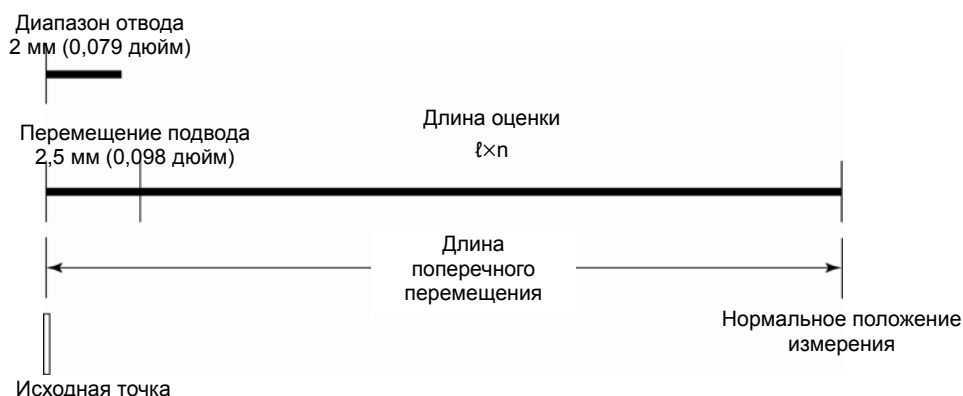 Диапазон отвода
2 мм (0,079 дюйм)
Перемещение подвода
2,5 мм (0,098 дюйм)
Длина оценки
ℓ×n
Длина
поперечного
перемещения
Нормальное положение
измерения
Исходная точка